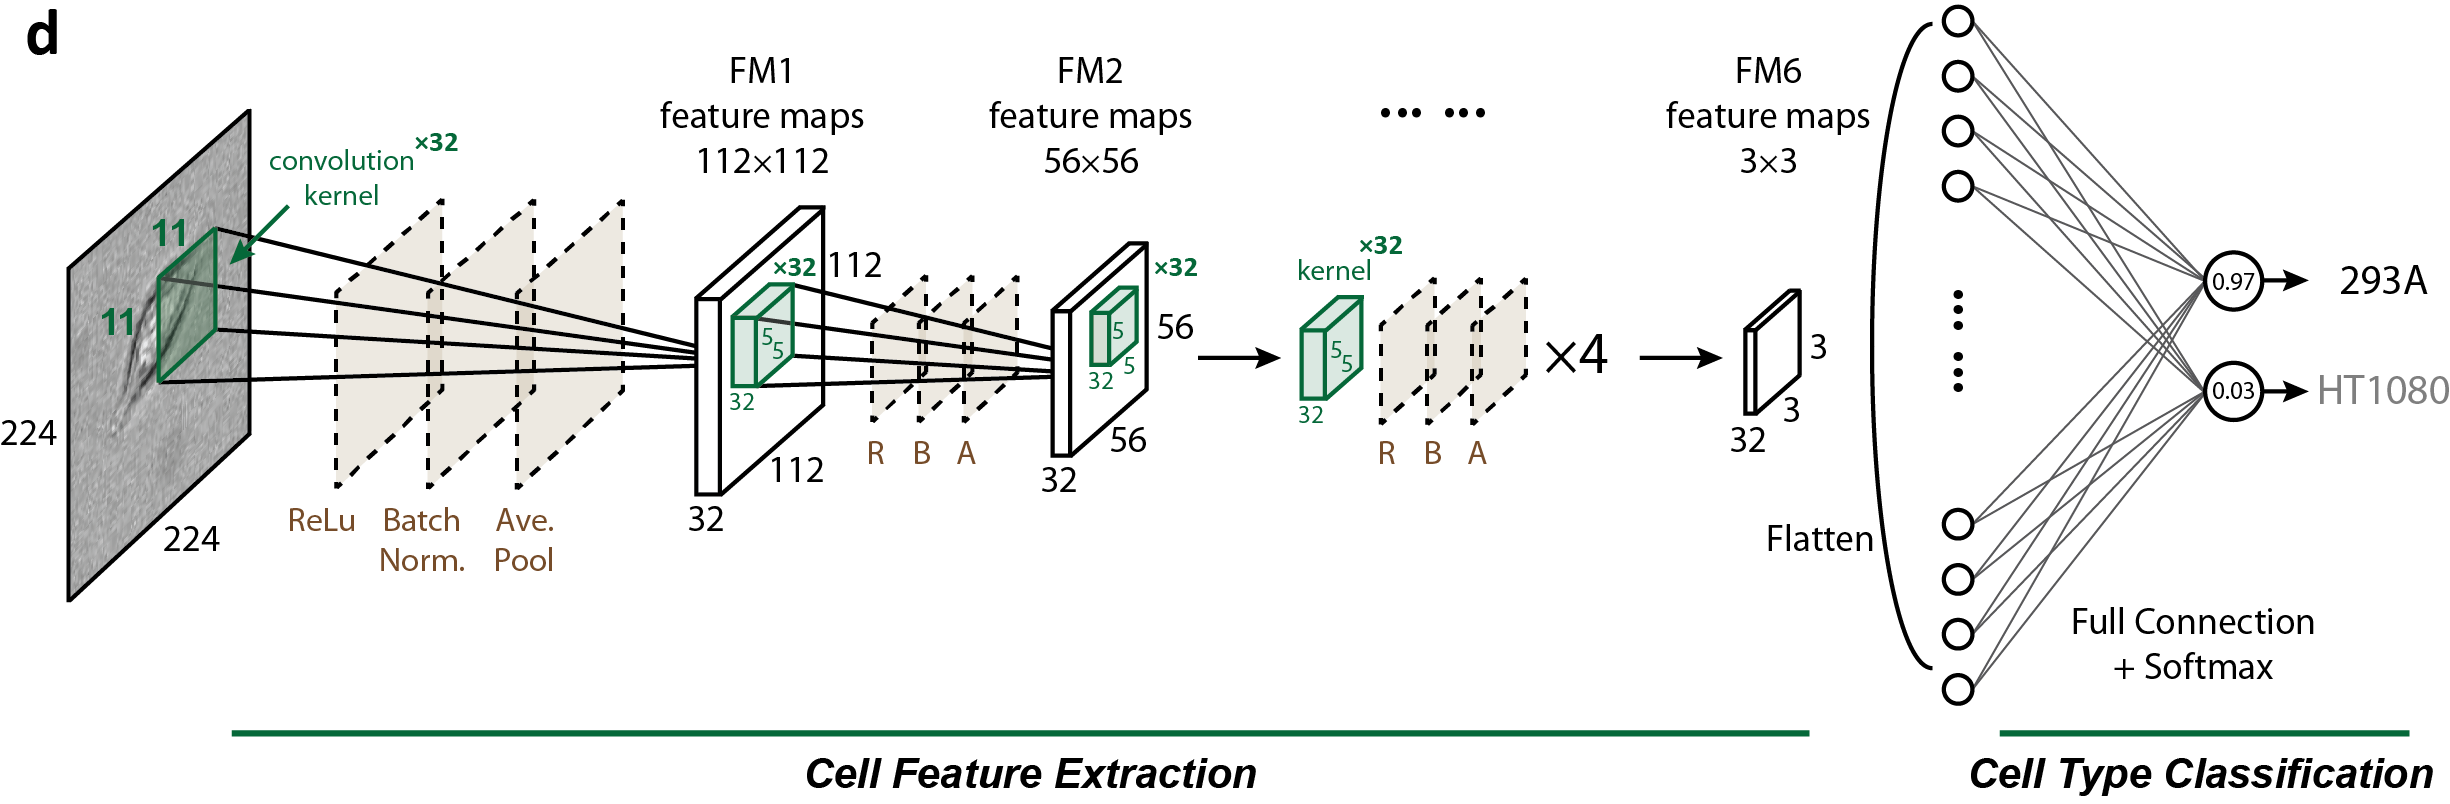 d
convolution ×32
kernel
11
11
224
224
ReLu
Batch
Norm.
Ave.
Pool
FM1
feature maps
112×112
×32
112
5
5
32
112
32
R B A
FM2
feature maps
56×56
×32
56
5
5
32
56
32
... ...
kernel ×32
5
5
32
R B A
×4
FM6
feature maps
3×3
3
3
32
Flatten
0.97
293A
0.03
HT1080
Full Connection
+ Softmax
Cell Feature Extraction
Cell Type Classification